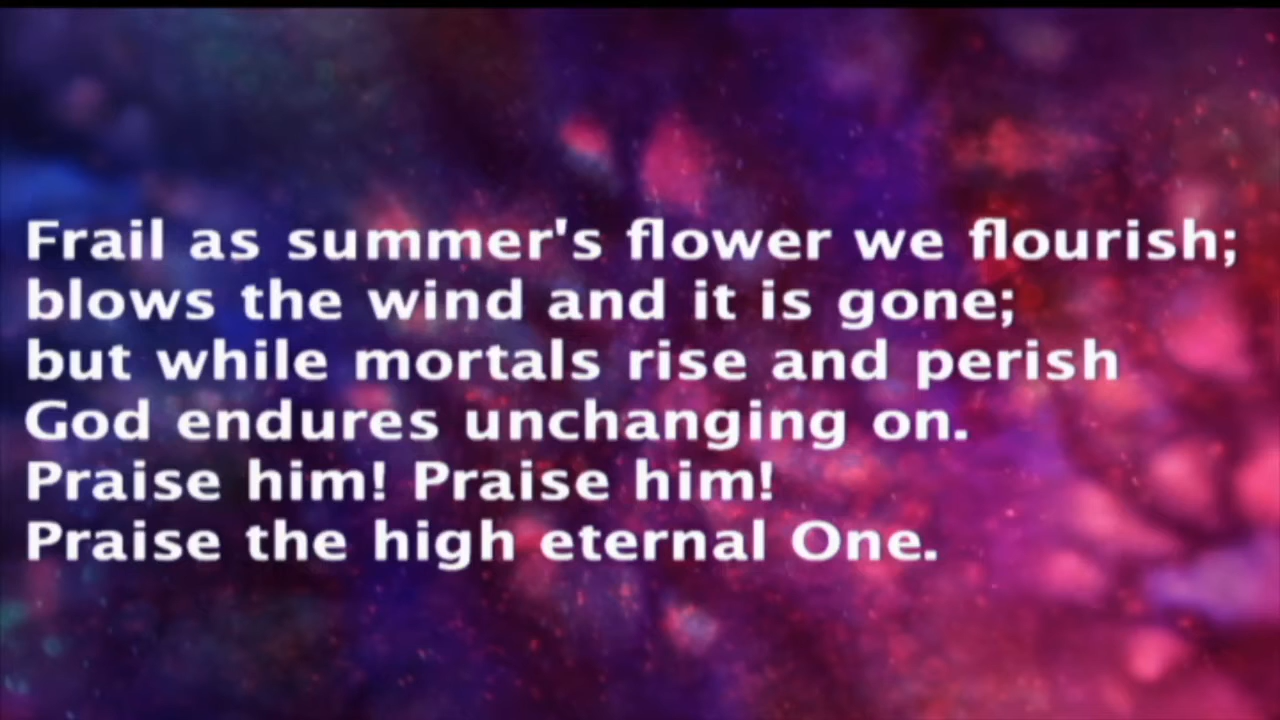 Frail as summer's flower we flourish;
blows the wind and it is gone;
but while mortals rise and perish
God endures unchanging on.
Praise him! Praise him!
Praise the high eternal One.